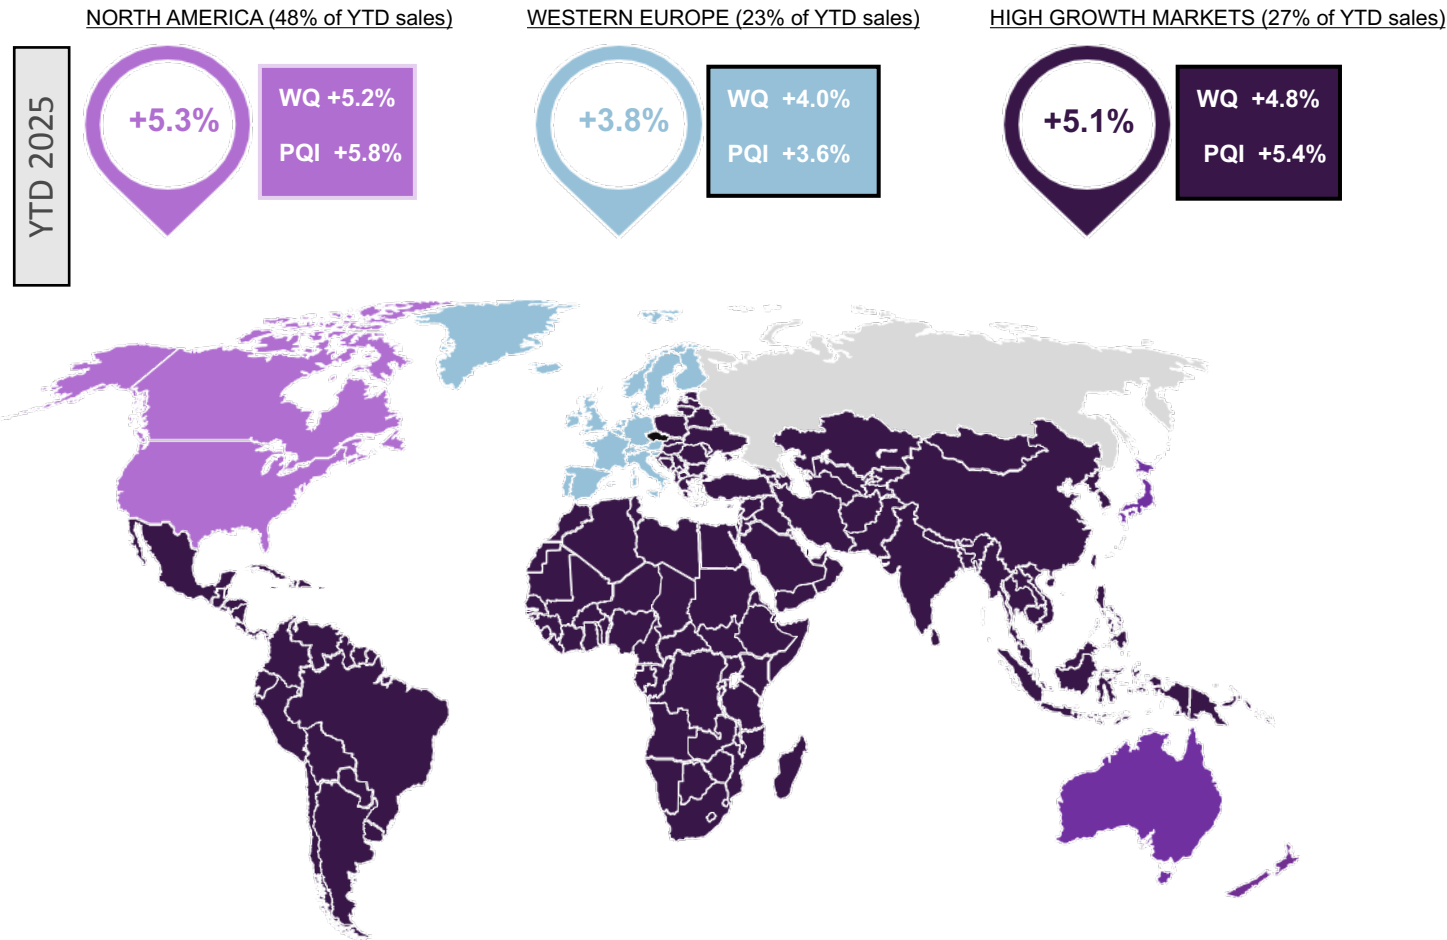 NORTH AMERICA (48% of YTD sales)
WESTERN EUROPE (23% of YTD sales)
HIGH GROWTH MARKETS (27% of YTD sales)
YTD 2025
+5.3%
WQ +5.2%
PQI +5.8%
+3.8%
WQ +4.0%
PQI +3.6%
+5.1%
WQ +4.8%
PQI +5.4%